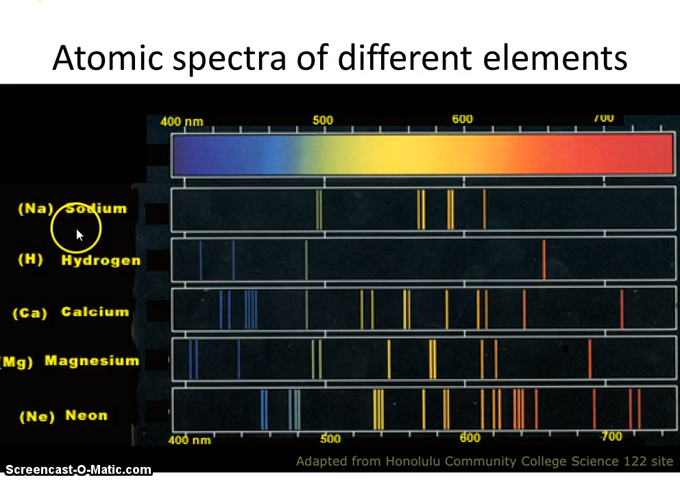 Atomic spectra of different elements
400 nm 500 600 700
(Na) Sodium
(H) Hydrogen
(Ca) Calcium
(Mg) Magnesium
(Ne) Neon
400 nm 500 600 700
Adapted from Honolulu Community College Science 122 site
Screencast-O-Matic.com